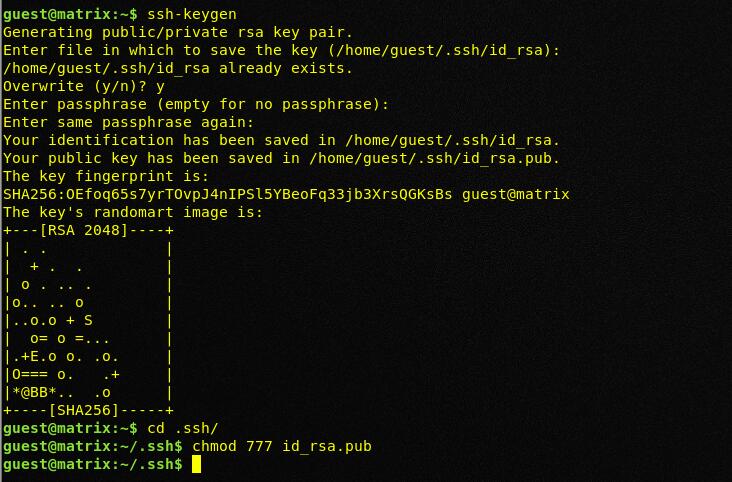 guest@matrix:~$ ssh-keygen
Generating public/private rsa key pair.
Enter file in which to save the key (/home/guest/.ssh/id_rsa):
/home/guest/.ssh/id_rsa already exists.
Overwrite (y/n)? y
Enter passphrase (empty for no passphrase):
Enter same passphrase again:
Your identification has been saved in /home/guest/.ssh/id_rsa.
Your public key has been saved in /home/guest/.ssh/id_rsa.pub.
The key fingerprint is:
SHA256:OEfoq65s7yrTOvpJ4nIPSl5YBeoFq33jb3XrsQGKsBs guest@matrix
The key's randomart image is:
+---[RSA 2048]----+
| . .             |
|  + .  .         |
| o . .. .        |
|o.. .. o         |
|..o.o + S        |
|  o= o =...      |
|.+E.o o. .o.     |
|O=== o.   .+     |
|*@BB*.. .o       |
+----[SHA256]-----+
guest@matrix:~$ cd .ssh/
guest@matrix:~/.ssh$ chmod 777 id_rsa.pub
guest@matrix:~/.ssh$